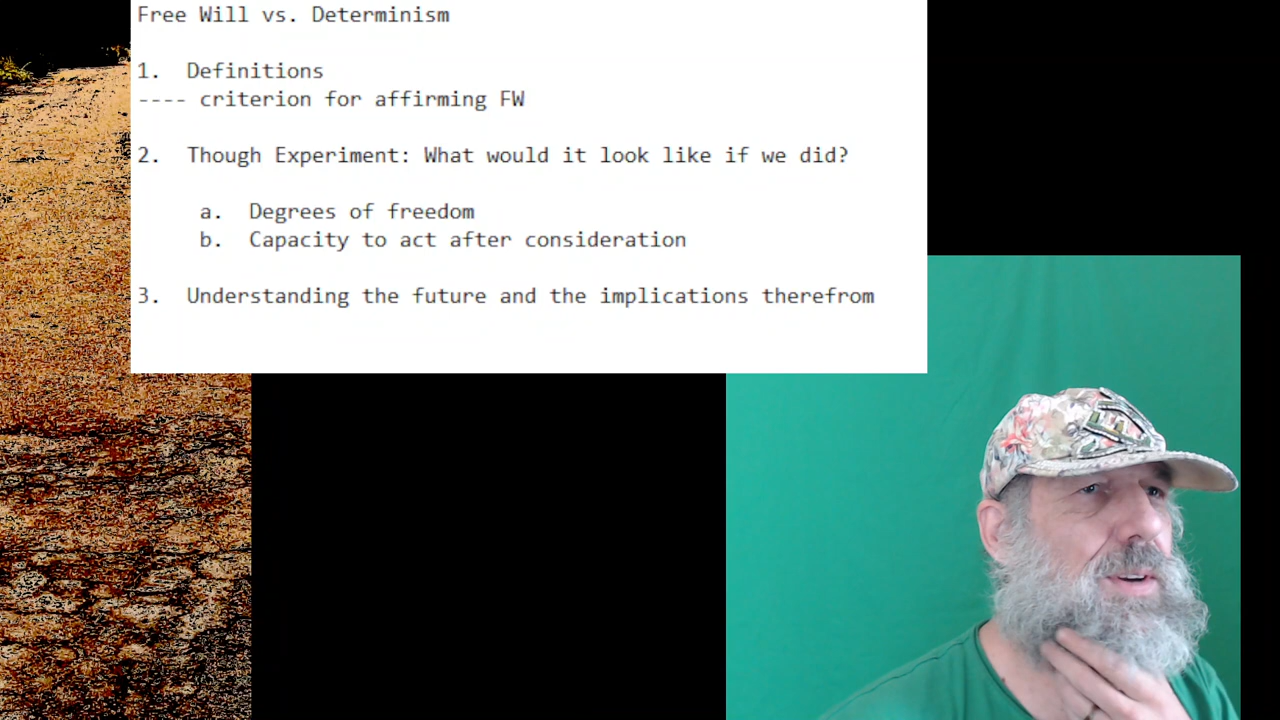 Free Will vs. Determinism
1. Definitions
---- criterion for affirming FW
2. Though Experiment: What would it look like if we did?
a. Degrees of freedom
b. Capacity to act after consideration
3. Understanding the future and the implications therefrom